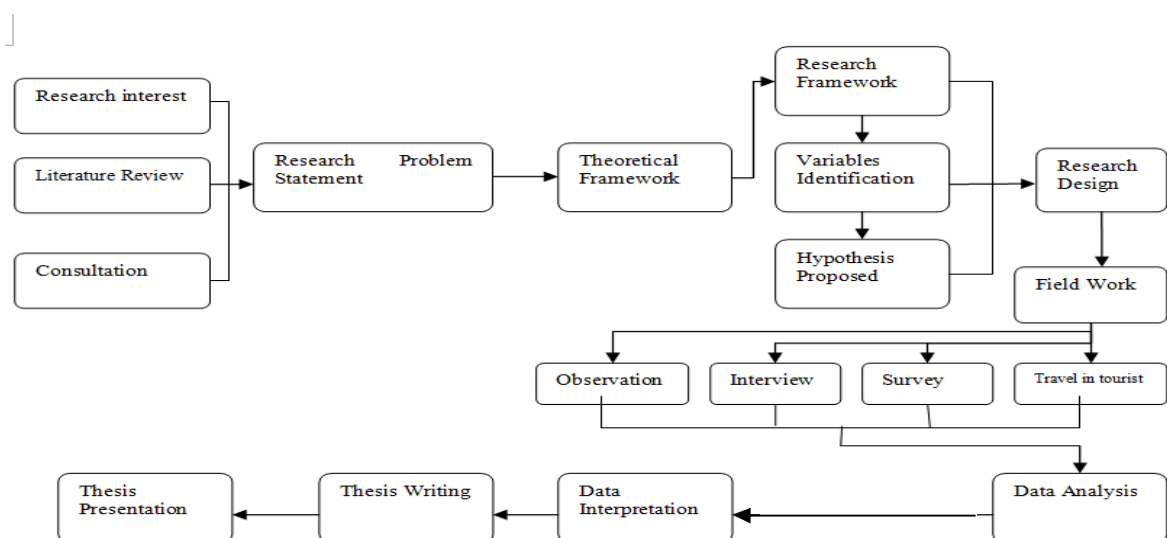 Research interest
Literature Review
Consultation
Research Problem
Statement
Theoretical
Framework
Research
Framework
Variables
Identification
Hypothesis
Proposed
Research
Design
Field Work
Observation
Interview
Survey
Travel in tourist
Data Analysis
Data
Interpretation
Thesis Writing
Thesis
Presentation